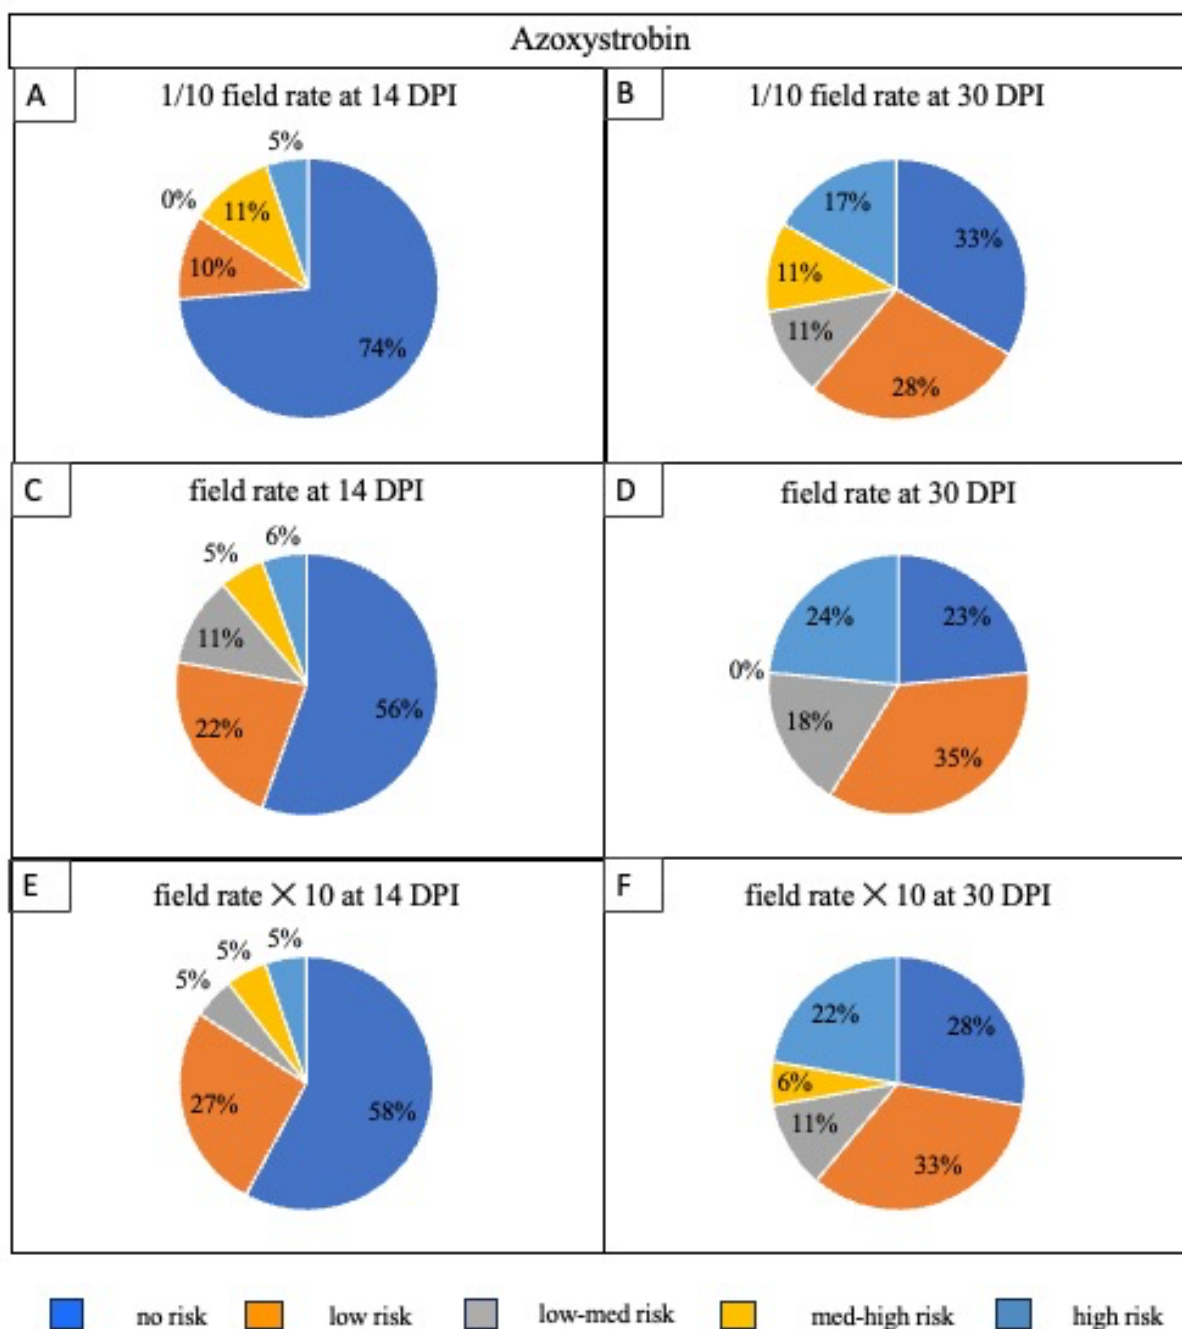 Azoxystrobin
A
1/10 field rate at 14 DPI
5%
0%
11%
10%
74%
B
1/10 field rate at 30 DPI
17%
33%
11%
11%
28%
C
field rate at 14 DPI
6%
5%
11%
56%
22%
D
field rate at 30 DPI
24%
23%
0%
18%
35%
E
field rate × 10 at 14 DPI
5%
5%
5%
27%
58%
F
field rate × 10 at 30 DPI
22%
28%
6%
11%
33%
no risk low risk low-med risk med-high risk high risk